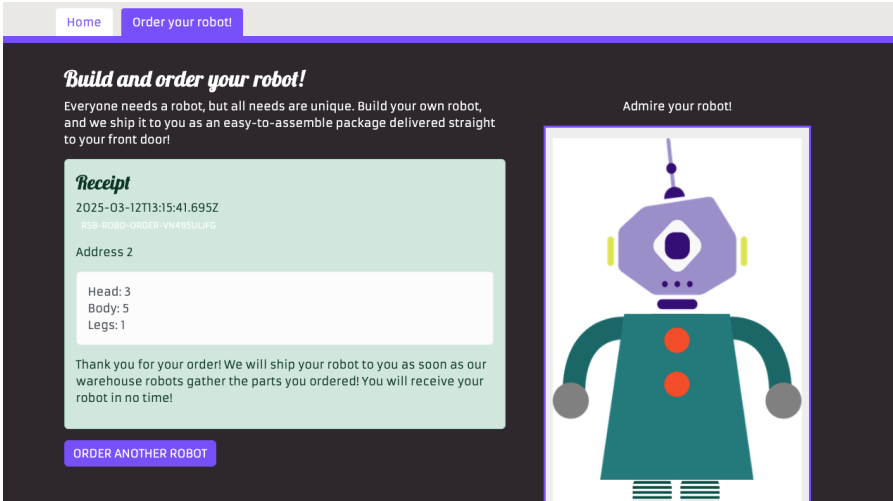 Home
Order your robot!
Build and order your robot!
Everyone needs a robot, but all needs are unique. Build your own robot,
and we ship it to you as an easy-to-assemble package delivered straight
to your front door!
Receipt
2025-03-12T13:15:41.695Z
RSB-ROBO-ORDER-VN495ULJFG
Address 2
Head: 3
Body: 5
Legs: 1
Thank you for your order! We will ship your robot to you as soon as our
warehouse robots gather the parts you ordered! You will receive your
robot in no time!
ORDER ANOTHER ROBOT
Admire your robot!